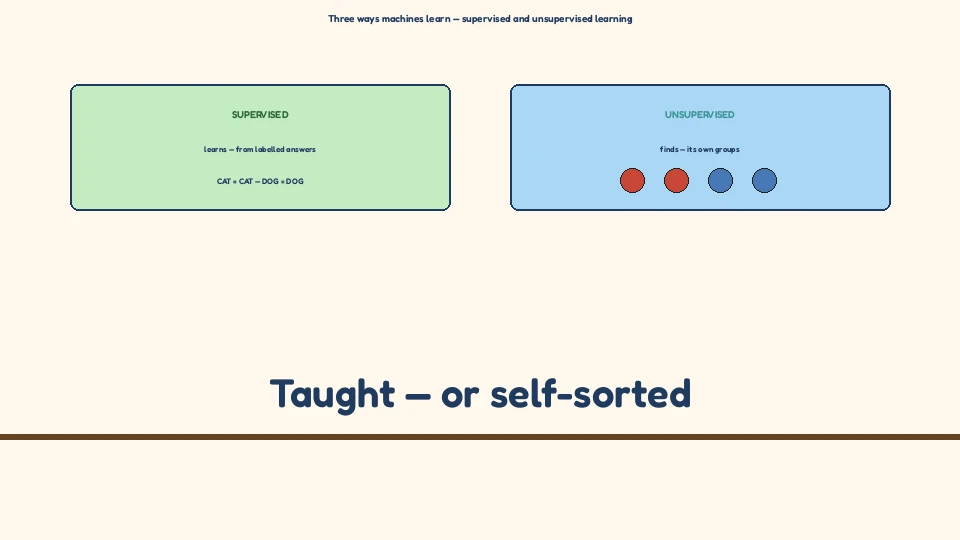 Three ways machines learn — supervised and unsupervised learning
SUPERVISED
learns — from labelled answers
CAT = CAT — DOG = DOG
UNSUPERVISED
finds — its own groups
Taught — or self-sorted